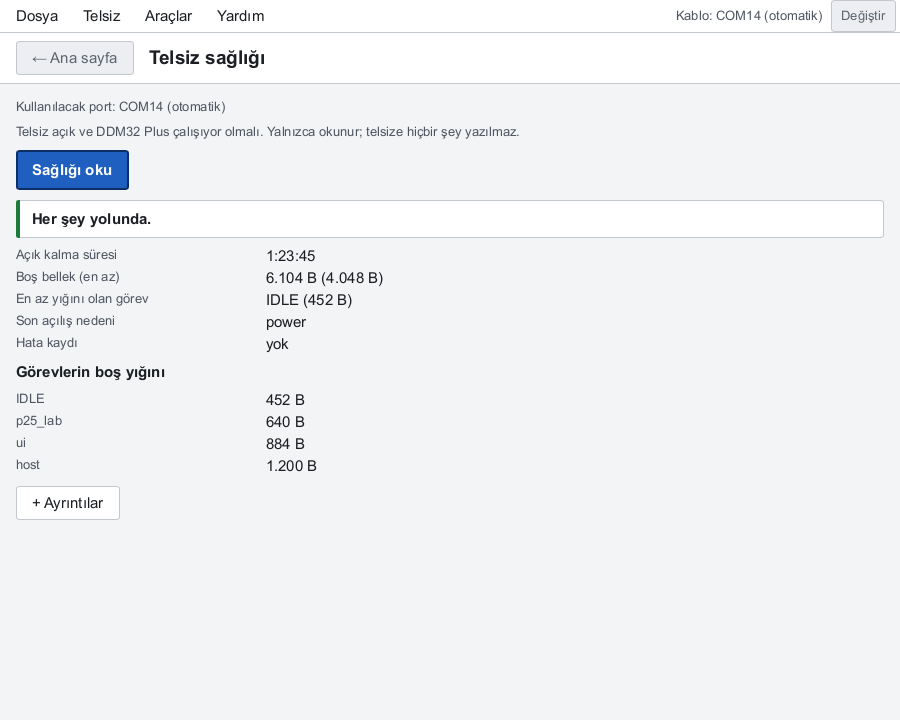 Dosya Telsiz Araçlar Yardım Kablo: COM14 (otomatik) Değiştir
← Ana sayfa Telsiz sağlığı
Kullanılacak port: COM14 (otomatik)
Telsiz açık ve DDM32 Plus çalışıyor olmalı. Yalnızca okunur; telsize hiçbir şey yazılmaz.
Sağlığı oku
Her şey yolunda.
Açık kalma süresi 1:23:45
Boş bellek (en az) 6.104 B (4.048 B)
En az yığını olan görev IDLE (452 B)
Son açılış nedeni power
Hata kaydı yok
Görevlerin boş yığını
IDLE 452 B
p25_lab 640 B
ui 884 B
host 1.200 B
+ Ayrıntılar